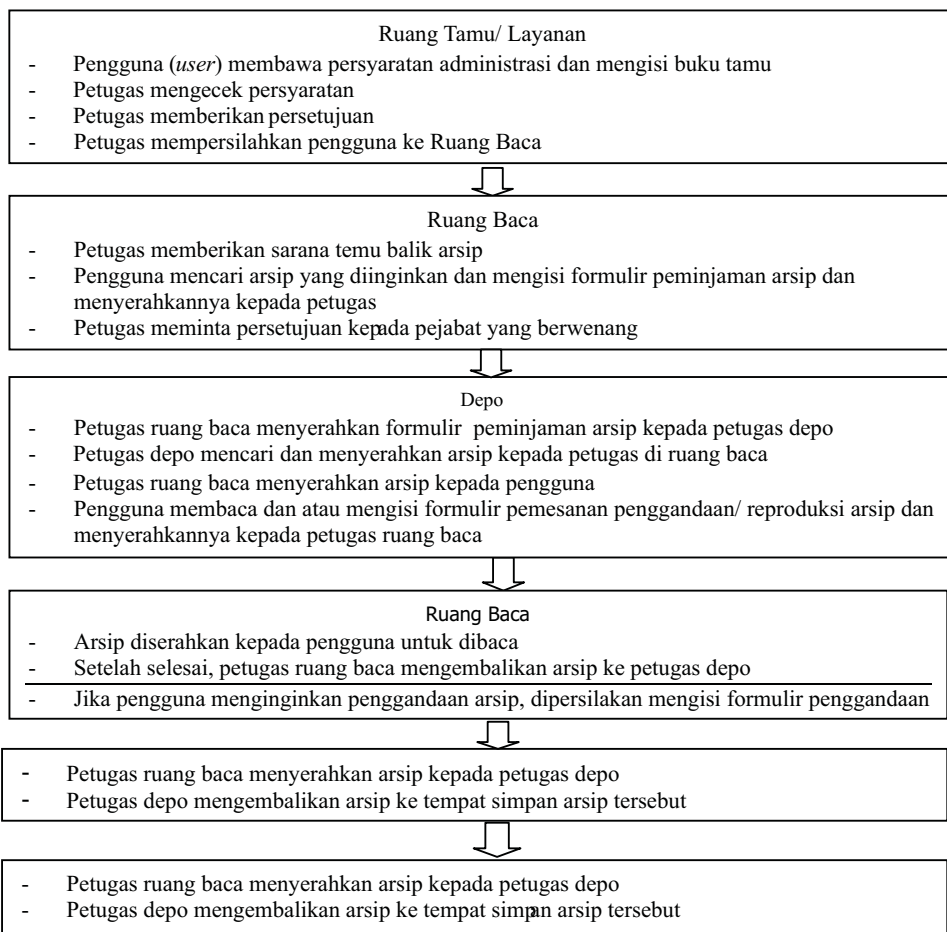 Ruang Tamu/ Layanan
- Pengguna (user) membawa persyaratan administrasi dan mengisi buku tamu
- Petugas mengecek persyaratan
- Petugas memberikan persetujuan
- Petugas mempersilahkan pengguna ke Ruang Baca
Ruang Baca
- Petugas memberikan sarana temu balik arsip
- Pengguna mencari arsip yang diinginkan dan mengisi formulir peminjaman arsip dan
menyerahkannya kepada petugas
- Petugas meminta persetujuan kepada pejabat yang berwenang
Depo
- Petugas ruang baca menyerahkan formulir peminjaman arsip kepada petugas depo
- Petugas depo mencari dan menyerahkan arsip kepada petugas di ruang baca
- Petugas ruang baca menyerahkan arsip kepada pengguna
- Pengguna membaca dan atau mengisi formulir pemesanan penggandaan/ reproduksi arsip dan
menyerahkannya kepada petugas ruang baca
Ruang Baca
- Arsip diserahkan kepada pengguna untuk dibaca
- Setelah selesai, petugas ruang baca mengembalikan arsip ke petugas depo
- Jika pengguna menginginkan penggandaan arsip, dipersilakan mengisi formulir penggandaan
- Petugas ruang baca menyerahkan arsip kepada petugas depo
- Petugas depo mengembalikan arsip ke tempat simpan arsip tersebut
- Petugas ruang baca menyerahkan arsip kepada petugas depo
- Petugas depo mengembalikan arsip ke tempat simpan arsip tersebut